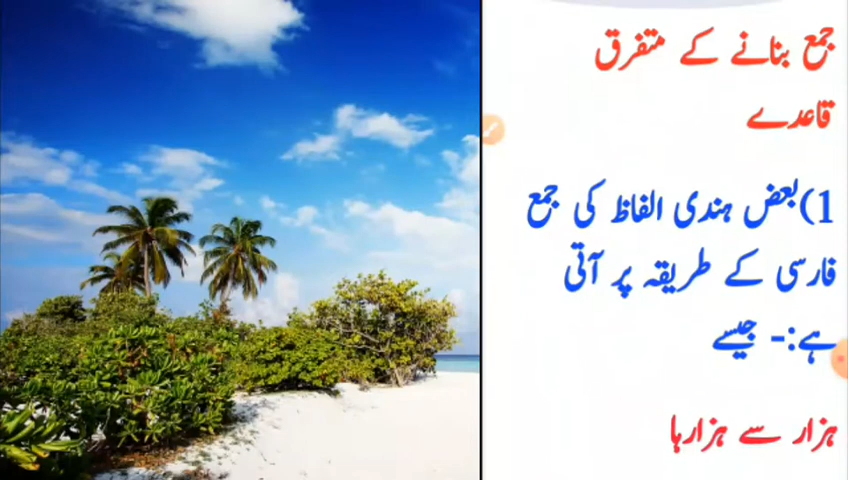 جمع بنانے کے متفرق
قاعدے
1)بعض ہندی الفاظ کی جمع
فارسی کے طریقہ پر آتی
ہے:- جیسے
ہزار سے ہزارہا